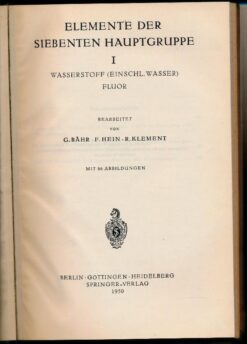 ELEMENTE DER
SIEBENTEN HAUPTGRUPPE
I
WASSERSTOFF (EINSCHL. WASSER)
FLUOR
BEARBEITET
VON
G. BÄHR · F. HEIN · R. KLEMENT
MIT 86 ABBILDUNGEN
BERLIN · GÖTTINGEN · HEIDELBERG
SPRINGER-VERLAG
1950